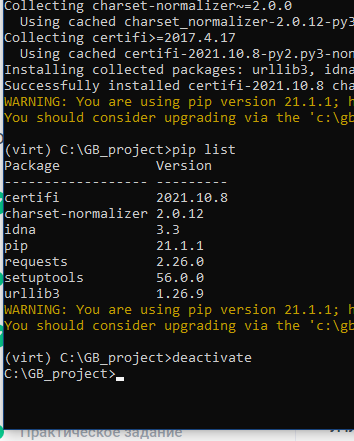 Collecting charset-normalizer~=2.0.0
Using cached charset_normalizer-2.0.12-py3
Collecting certifi>=2017.4.17
Using cached certifi-2021.10.8-py2.py3-non
Installing collected packages: urllib3, idna
Successfully installed certifi-2021.10.8 cha
WARNING: You are using pip version 21.1.1; h
You should consider upgrading via the 'c:\gb
(virt) C:\GB_project>pip list
Package Version
------------------ ---------
certifi 2021.10.8
charset-normalizer 2.0.12
idna 3.3
pip 21.1.1
requests 2.26.0
setuptools 56.0.0
urllib3 1.26.9
WARNING: You are using pip version 21.1.1; h
You should consider upgrading via the 'c:\gb
(virt) C:\GB_project>deactivate
C:\GB_project>_
Практическое задание